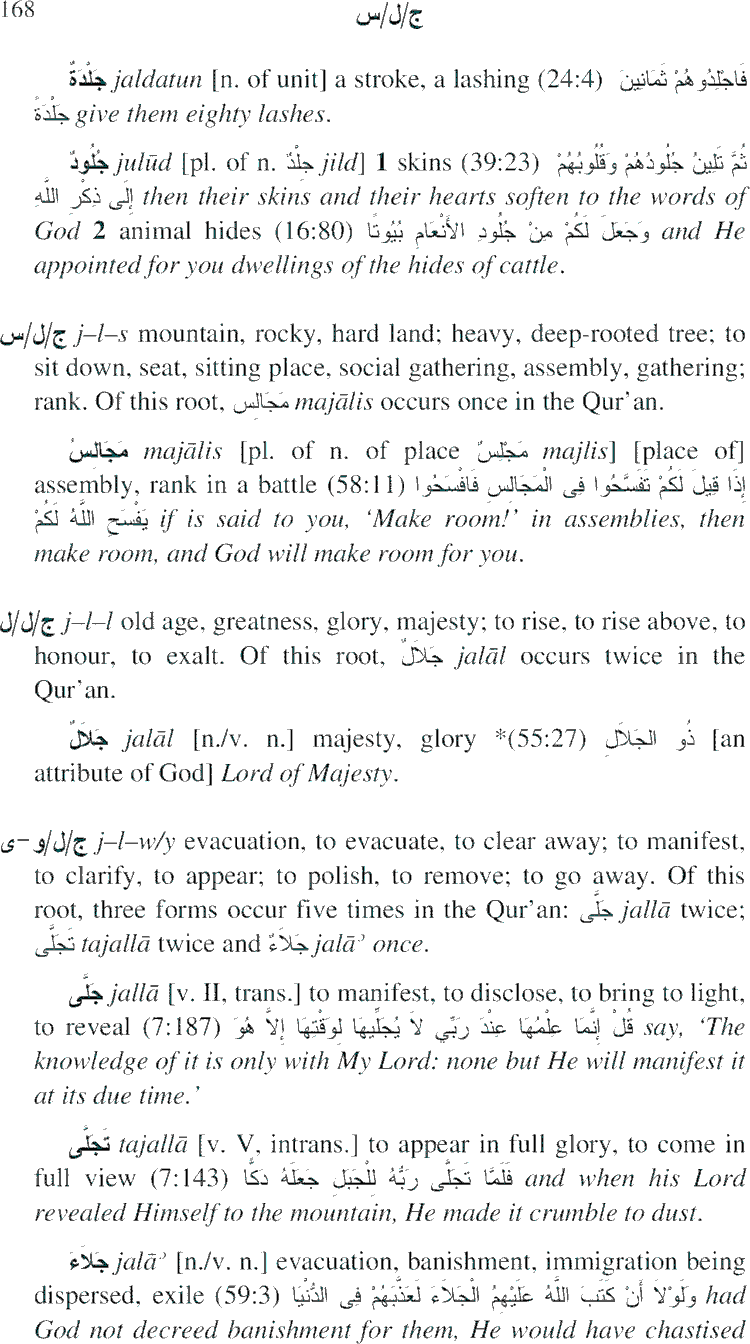 168 ج/ل/س
جَلْدَةٌ jaldatun [n. of unit] a stroke, a lashing (24:4) فَاجْلِدُوهُمْ ثَمَانِينَ
جَلْدَةً give them eighty lashes.
جُلُودٌ julūd [pl. of n. جِلْدٌ jild] 1 skins (39:23) ثُمَّ تَلِينُ جُلُودُهُمْ وَقُلُوبُهُمْ
إِلَى ذِكْرِ اللَّهِ then their skins and their hearts soften to the words of
God 2 animal hides (16:80) وَجَعَلَ لَكُمْ مِنْ جُلُودِ الأَنْعَامِ بُيُوتًا and He
appointed for you dwellings of the hides of cattle.
ج/ل/س j–l–s mountain, rocky, hard land; heavy, deep-rooted tree; to
sit down, seat, sitting place, social gathering, assembly, gathering;
rank. Of this root, مَجَالِس majālis occurs once in the Qur’an.
مَجَالِسُ majālis [pl. of n. of place مَجْلِسٌ majlis] [place of]
assembly, rank in a battle (58:11) إِذَا قِيلَ لَكُمْ تَفَسَّحُوا فِى الْمَجَالِسِ فَافْسَحُوا
يَفْسَحِ اللَّهُ لَكُمْ if is said to you, ‘Make room!’ in assemblies, then
make room, and God will make room for you.
ج/ل/ل j–l–l old age, greatness, glory, majesty; to rise, to rise above, to
honour, to exalt. Of this root, جَلاَلٌ jalāl occurs twice in the
Qur’an.
جَلاَلٌ jalāl [n./v. n.] majesty, glory *(55:27) ذُو الجَلاَلِ [an
attribute of God] Lord of Majesty.
ج/ل/و–ى j–l–w/y evacuation, to evacuate, to clear away; to manifest,
to clarify, to appear; to polish, to remove; to go away. Of this
root, three forms occur five times in the Qur’an: جَلَّى jallā twice;
تَجَلَّى tajallā twice and جَلاَءٌ jalāʾ once.
جَلَّى jallā [v. II, trans.] to manifest, to disclose, to bring to light,
to reveal (7:187) قُلْ إِنَّمَا عِلْمُهَا عِنْدَ رَبِّي لاَ يُجَلِّيهَا لِوَقْتِهَا إِلاَّ هُوَ say, ‘The
knowledge of it is only with My Lord: none but He will manifest it
at its due time.’
تَجَلَّى tajallā [v. V, intrans.] to appear in full glory, to come in
full view (7:143) فَلَمَّا تَجَلَّى رَبُّهُ لِلْجَبَلِ جَعَلَهُ دَكًّا and when his Lord
revealed Himself to the mountain, He made it crumble to dust.
جَلاَءَ jalāʾ [n./v. n.] evacuation, banishment, immigration being
dispersed, exile (59:3) وَلَوْلاَ أَنْ كَتَبَ اللَّهُ عَلَيْهِمُ الْجَلاَءَ لَعَذَّبَهُمْ فِى الدُّنْيَا had
God not decreed banishment for them, He would have chastised